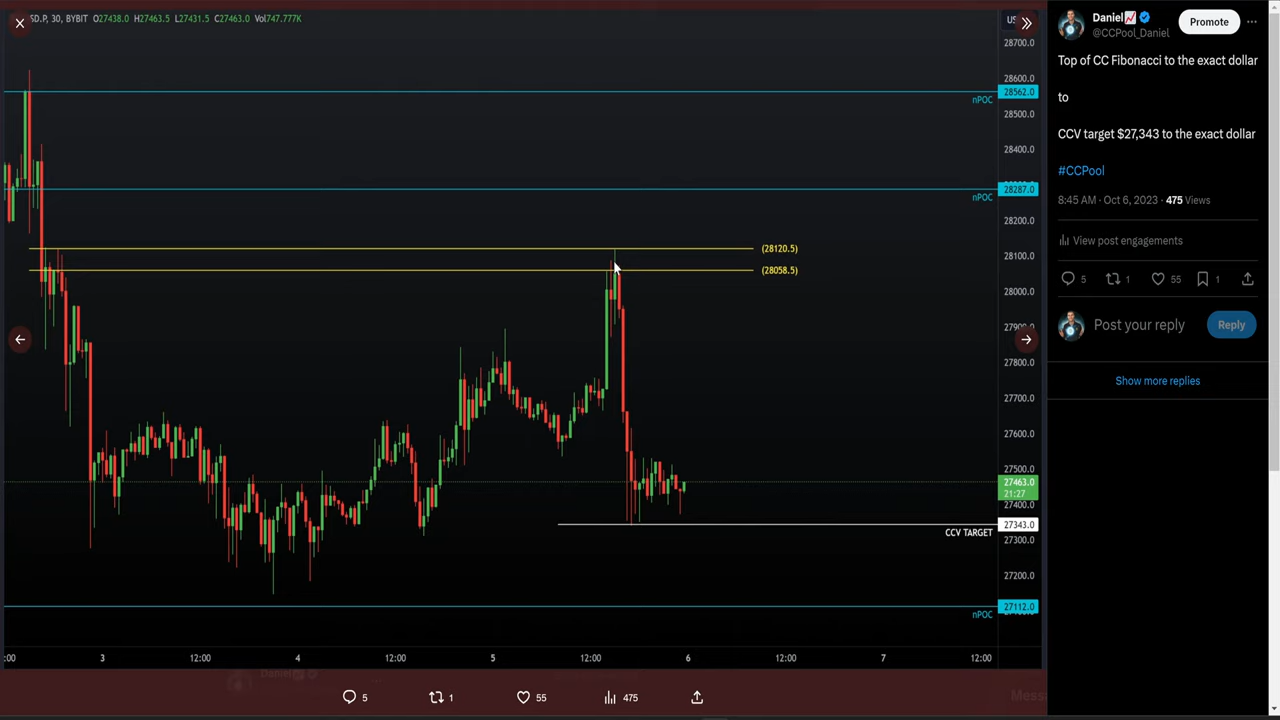 SD.P, 30, BYBIT O27438.0 H27463.5 L27431.5 C27463.0 Vol747.777K
28700.0
28600.0
28562.0
nPOC
28500.0
28400.0
28287.0
nPOC
28200.0
(28120.5)
28100.0
(28058.5)
28000.0
27800.0
27700.0
27600.0
27500.0
27463.0
21:27
27400.0
27343.0
CCV TARGET
27300.0
27200.0
27112.0
nPOC
:00 3 12:00 4 12:00 5 12:00 6 12:00 7 12:00
5 1 55 475
Daniel
@CCPool_Daniel
Promote
Top of CC Fibonacci to the exact dollar
to
CCV target $27,343 to the exact dollar
#CCPool
8:45 AM · Oct 6, 2023 · 475 Views
View post engagements
5 1 55 1
Post your reply
Reply
Show more replies